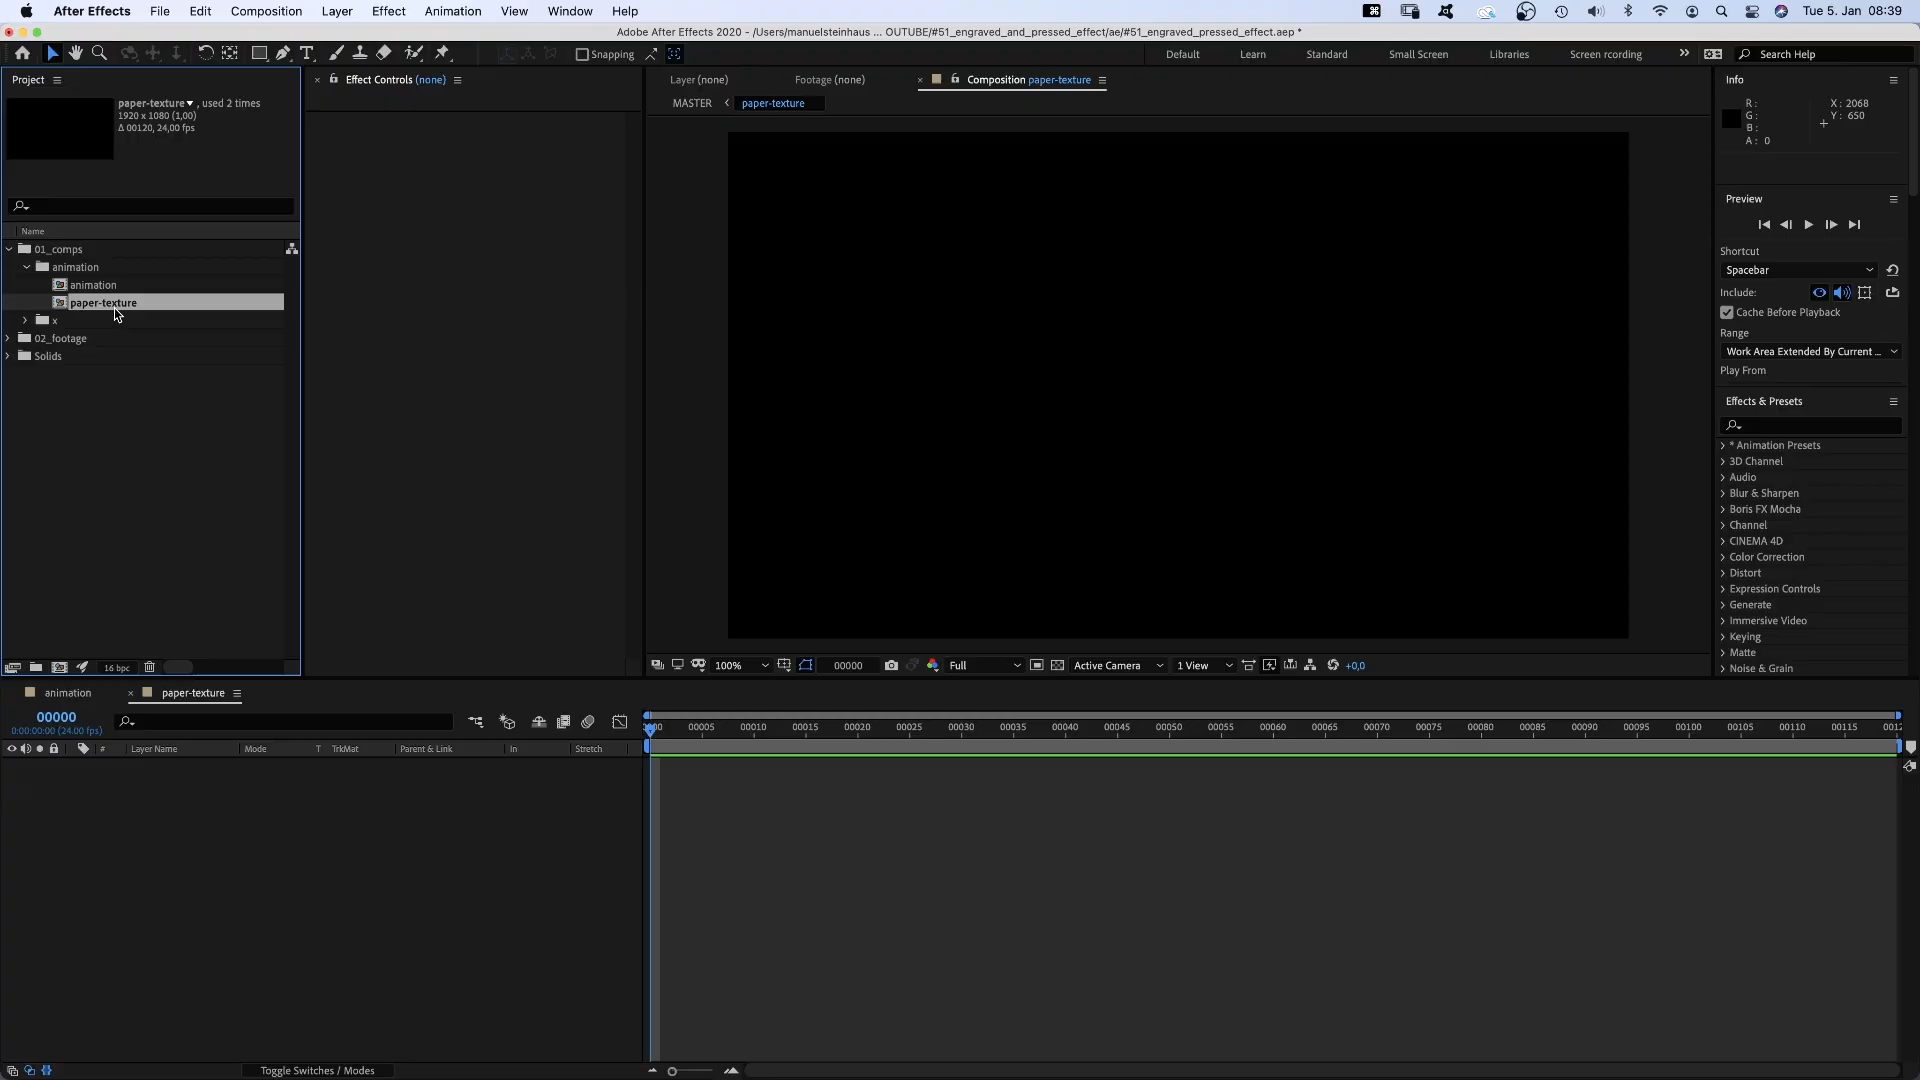 After Effects File Edit Composition Layer Effect Animation View Window Help Tue 5. Jan 08:39
Adobe After Effects 2020 - /Users/manuelsteinhaus ... OUTUBE/#51_engraved_and_pressed_effect/ae/#51_engraved_pressed_effect.aep *
Snapping Default Learn Standard Small Screen Libraries Screen rcording Search Help
Project
Effect Controls (none)
Layer (none) Footage (none) Composition paper-texture
Info
paper-texture , used 2 times
1920 x 1080 (1,00)
Δ 00120, 24,00 fps
MASTER paper-texture
R :
G :
B :
A : 0
X : 2068
Y : 650
Preview
Shortcut
Spacebar
Include:
Cache Before Playback
Range
Work Area Extended By Current ...
Play From
Name
01_comps
animation
animation
paper-texture
x
02_footage
Solids
Effects & Presets
* Animation Presets
3D Channel
Audio
Blur & Sharpen
Boris FX Mocha
Channel
CINEMA 4D
Color Correction
Distort
Expression Controls
Generate
Immersive Video
Keying
Matte
Noise & Grain
16 bpc
100% 00000 Full Active Camera 1 View +0,0
animation paper-texture
00000
0:00:00:00 (24.00 fps)
00005 00010 00015 00020 00025 00030 00035 00040 00045 00050 00055 00060 00065 00070 00075 00080 00085 00090 00095 00100 00105 00110 00115
# Layer Name Mode T TrkMat Parent & Link In Stretch
Toggle Switches / Modes